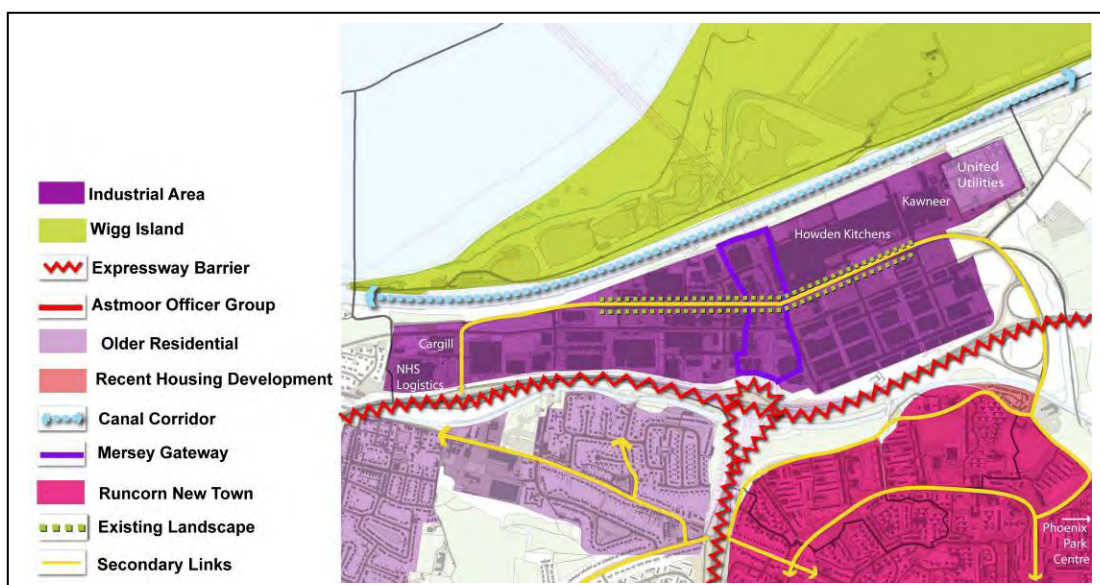 Industrial Area
Wigg Island
Expressway Barrier
Astmoor Officer Group
Older Residential
Recent Housing Development
Canal Corridor
Mersey Gateway
Runcorn New Town
Existing Landscape
Secondary Links
United
Utilities
Kawneer
Howden Kitchens
Cargill
NHS
Logistics
Phoenix
Park
Centre